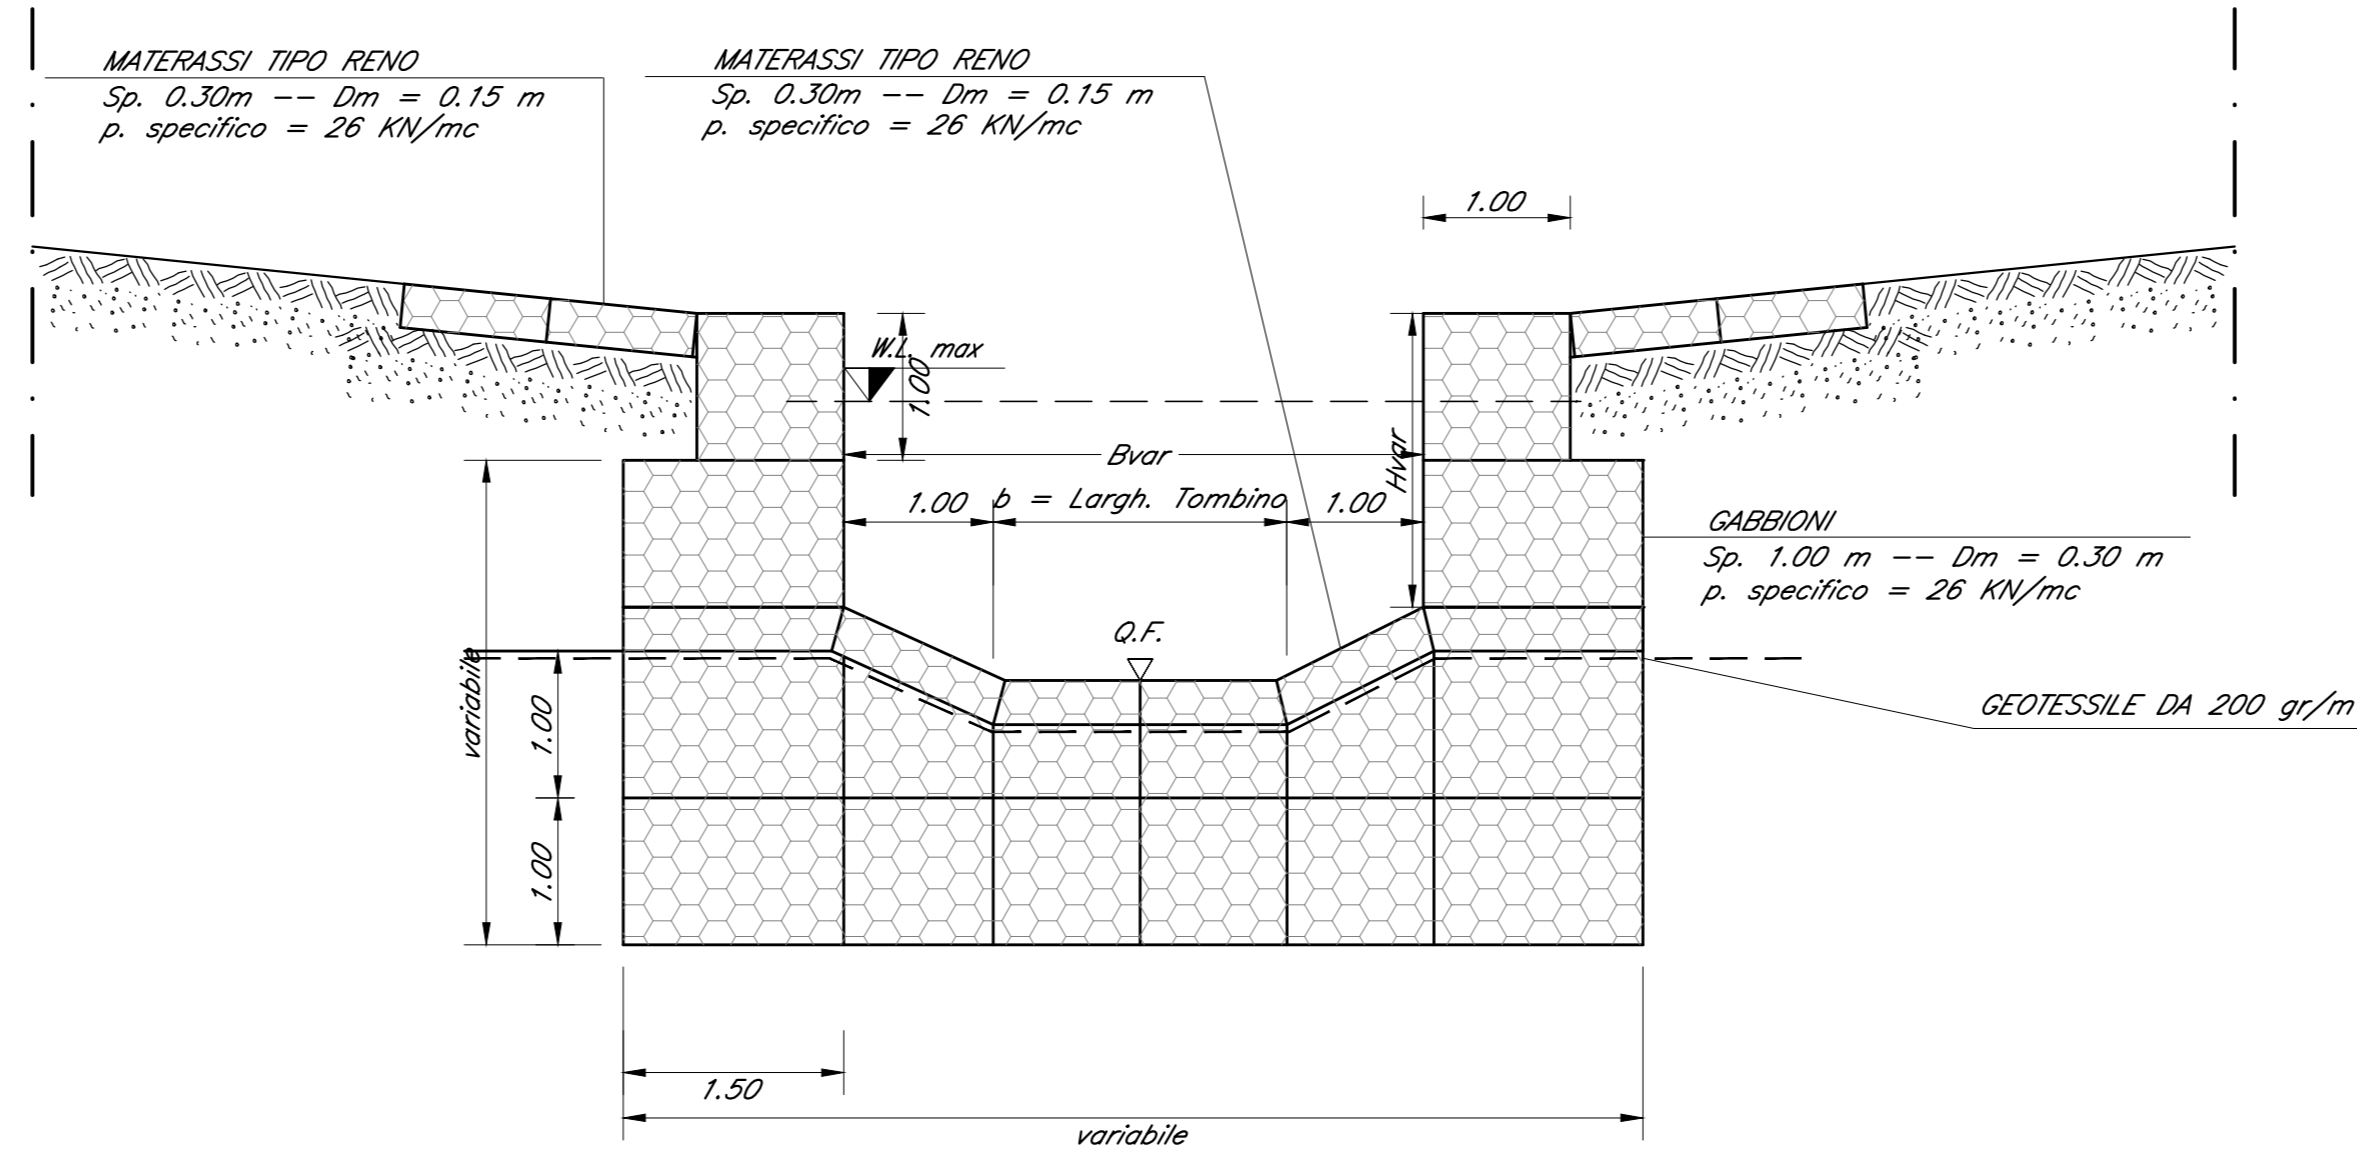 MATERASSI TIPO RENO
Sp. 0.30m -- Dm = 0.15 m
p. specifico = 26 KN/mc
MATERASSI TIPO RENO
Sp. 0.30m -- Dm = 0.15 m
p. specifico = 26 KN/mc
1.00
W.L. max
1.00
Bvar
Hvar
1.00
b = Largh. Tombino
1.00
GABBIONI
Sp. 1.00 m -- Dm = 0.30 m
p. specifico = 26 KN/mc
Q.F.
variabile
1.00
1.00
GEOTESSILE DA 200 gr/m
1.50
variabile